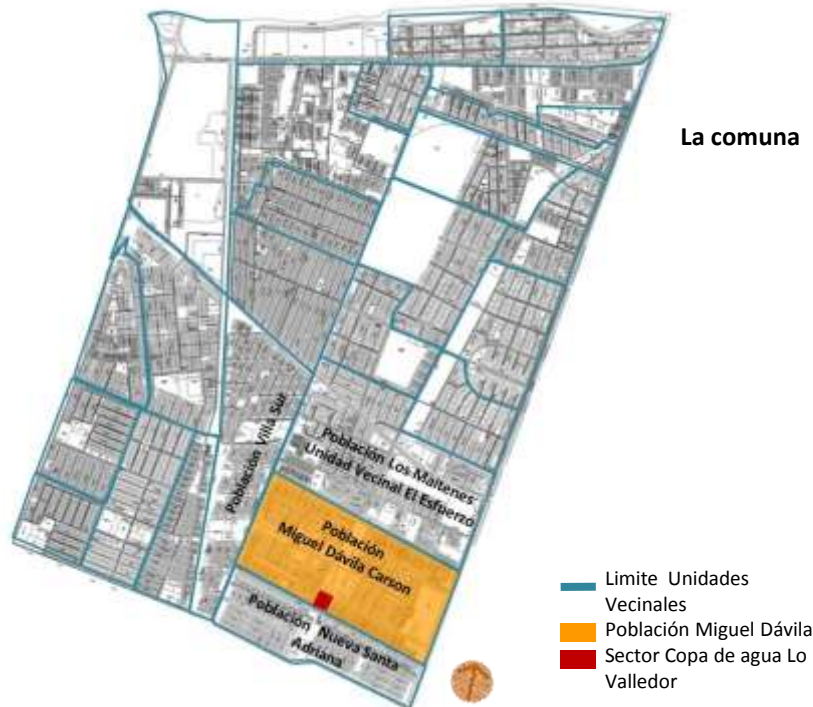 La comuna
Población Villa Sur
Población Los Maitenes
Unidad Vecinal El Esfuerzo
Población
Miguel Dávila Carson
Población Nueva Santa
Adriana
Limite Unidades
Vecinales
Población Miguel Dávila
Sector Copa de agua Lo
Valledor